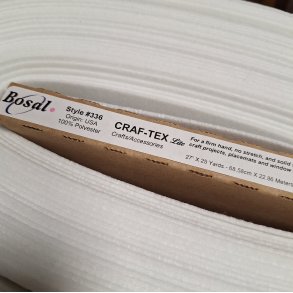 Bosal
Style #336
Origin: USA
100% Polyester
CRAF-TEX Lite
Crafts/Accessories
For a firm hand, no stretch, and solid
craft projects, placemats and window
27" X 25 Yards - 68.58cm X 22.86 Meters